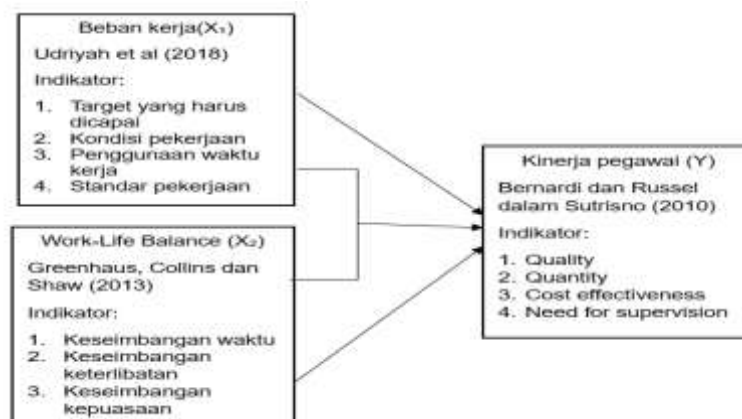 Beban kerja(X₁)
Udriyah et al (2018)
Indikator:
1. Target yang harus
dicapai
2. Kondisi pekerjaan
3. Penggunaan waktu
kerja
4. Standar pekerjaan
Work-Life Balance (X₂)
Greenhaus, Collins dan
Shaw (2013)
Indikator:
1. Keseimbangan waktu
2. Keseimbangan
keterlibatan
3. Keseimbangan
kepuasaan
Kinerja pegawai (Y)
Bernardi dan Russel
dalam Sutrisno (2010)
Indikator:
1. Quality
2. Quantity
3. Cost effectiveness
4. Need for supervision